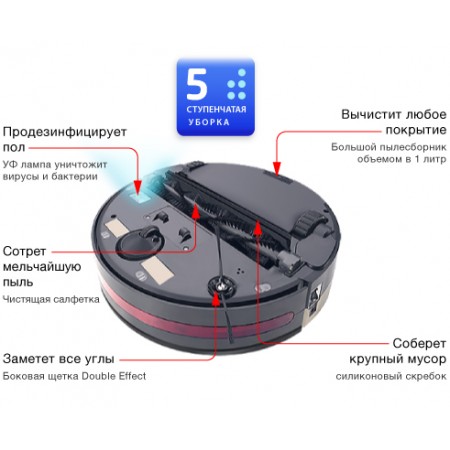 5
СТУПЕНЧАТАЯ
УБОРКА
Продезинфицирует
пол
УФ лампа уничтожит
вирусы и бактерии
Вычистит любое
покрытие
Большой пылесборник
объемом в 1 литр
Сотрет
мельчайшую
пыль
Чистящая салфетка
Заметет все углы
Боковая щетка Double Effect
Соберет
крупный мусор
силиконовый скребок